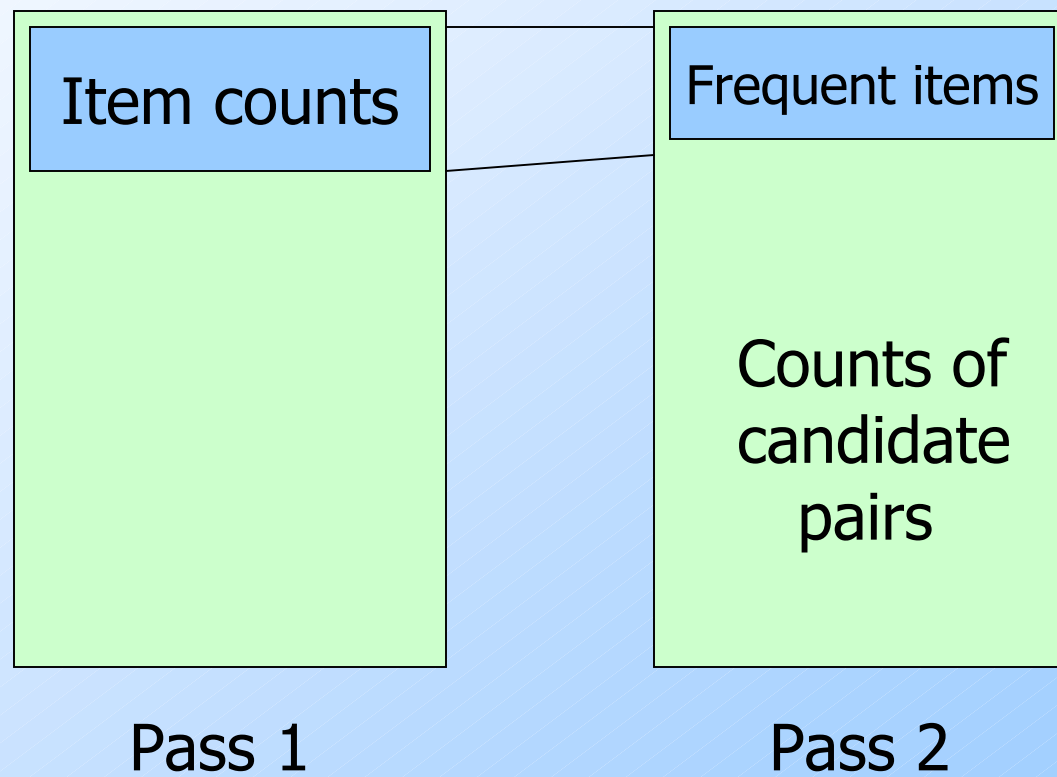 Item counts
Frequent items
Counts of
candidate
pairs
Pass 1
Pass 2